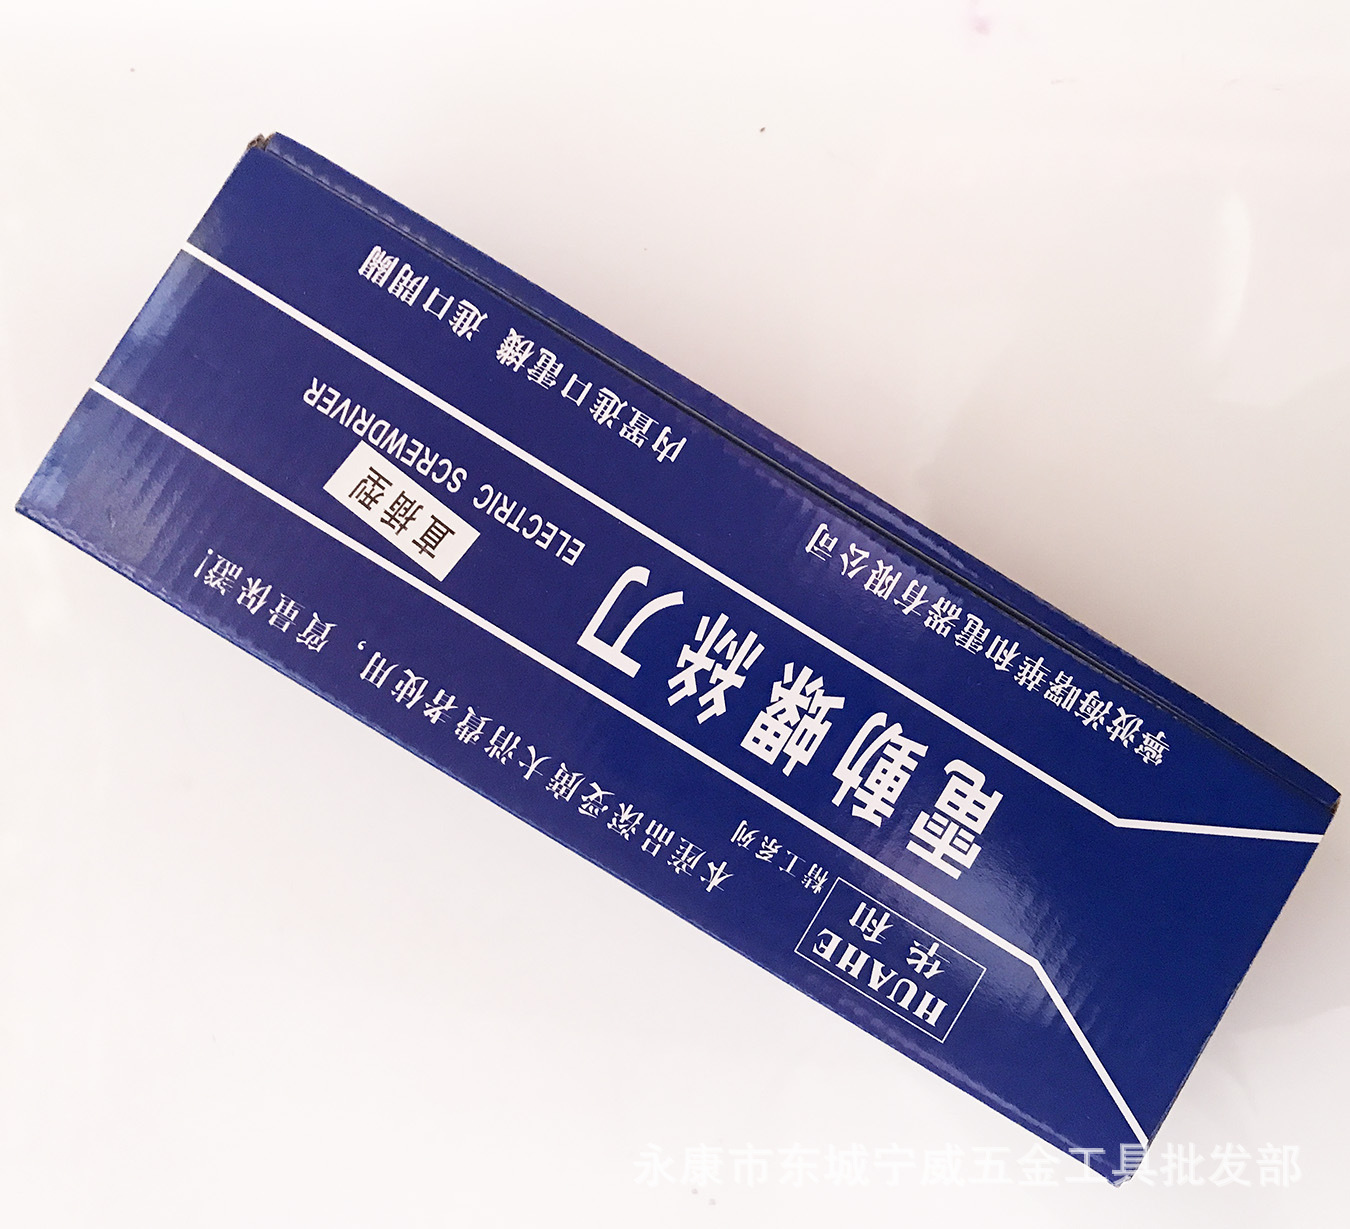 HUAHE
华和
精工系列
本産品深受廣大消費者使用，質量保證!
電動螺絲刀
ELECTRIC SCREWDRIVER
直插型
寧波海曙華和電器有限公司
内置進口電機 進口開關
永康市东城宁威五金工具批发部